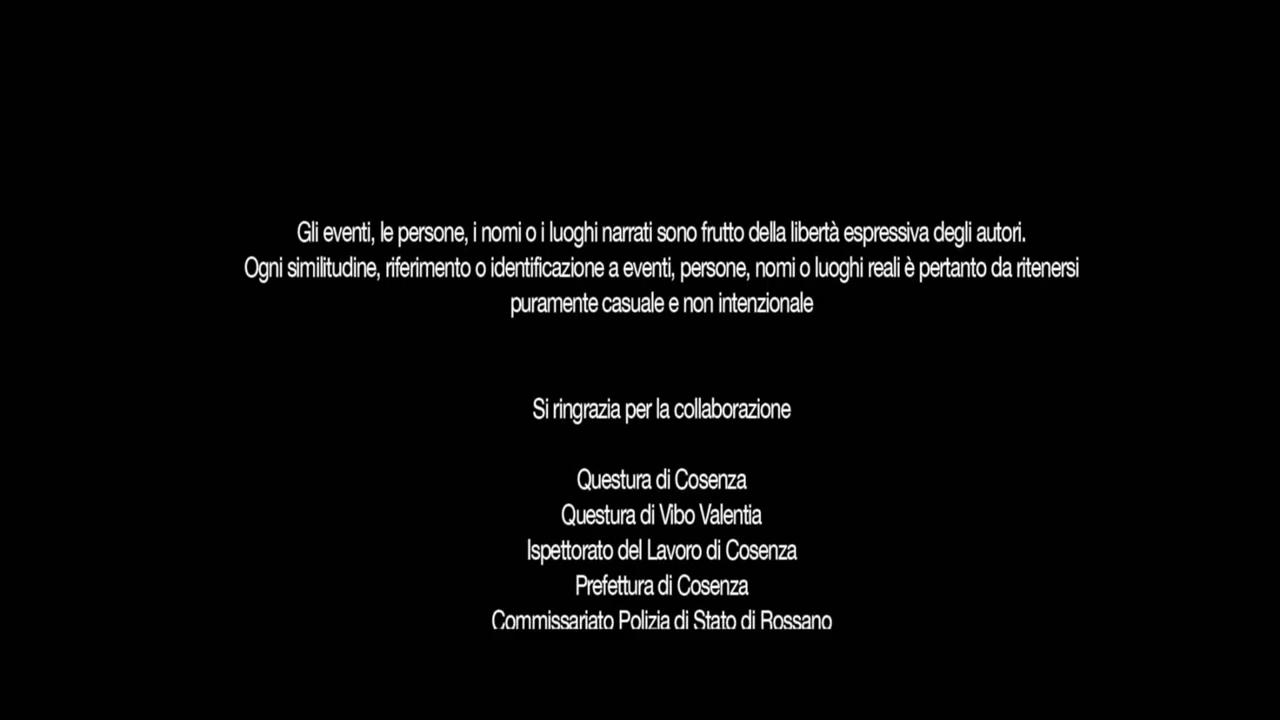 Gli eventi, le persone, i nomi o i luoghi narrati sono frutto della libertà espressiva degli autori.
Ogni similitudine, riferimento o identificazione a eventi, persone, nomi o luoghi reali è pertanto da ritenersi
puramente casuale e non intenzionale
Si ringrazia per la collaborazione
Questura di Cosenza
Questura di Vibo Valentia
Ispettorato del Lavoro di Cosenza
Prefettura di Cosenza
Commissariato Polizia di Stato di Rossano